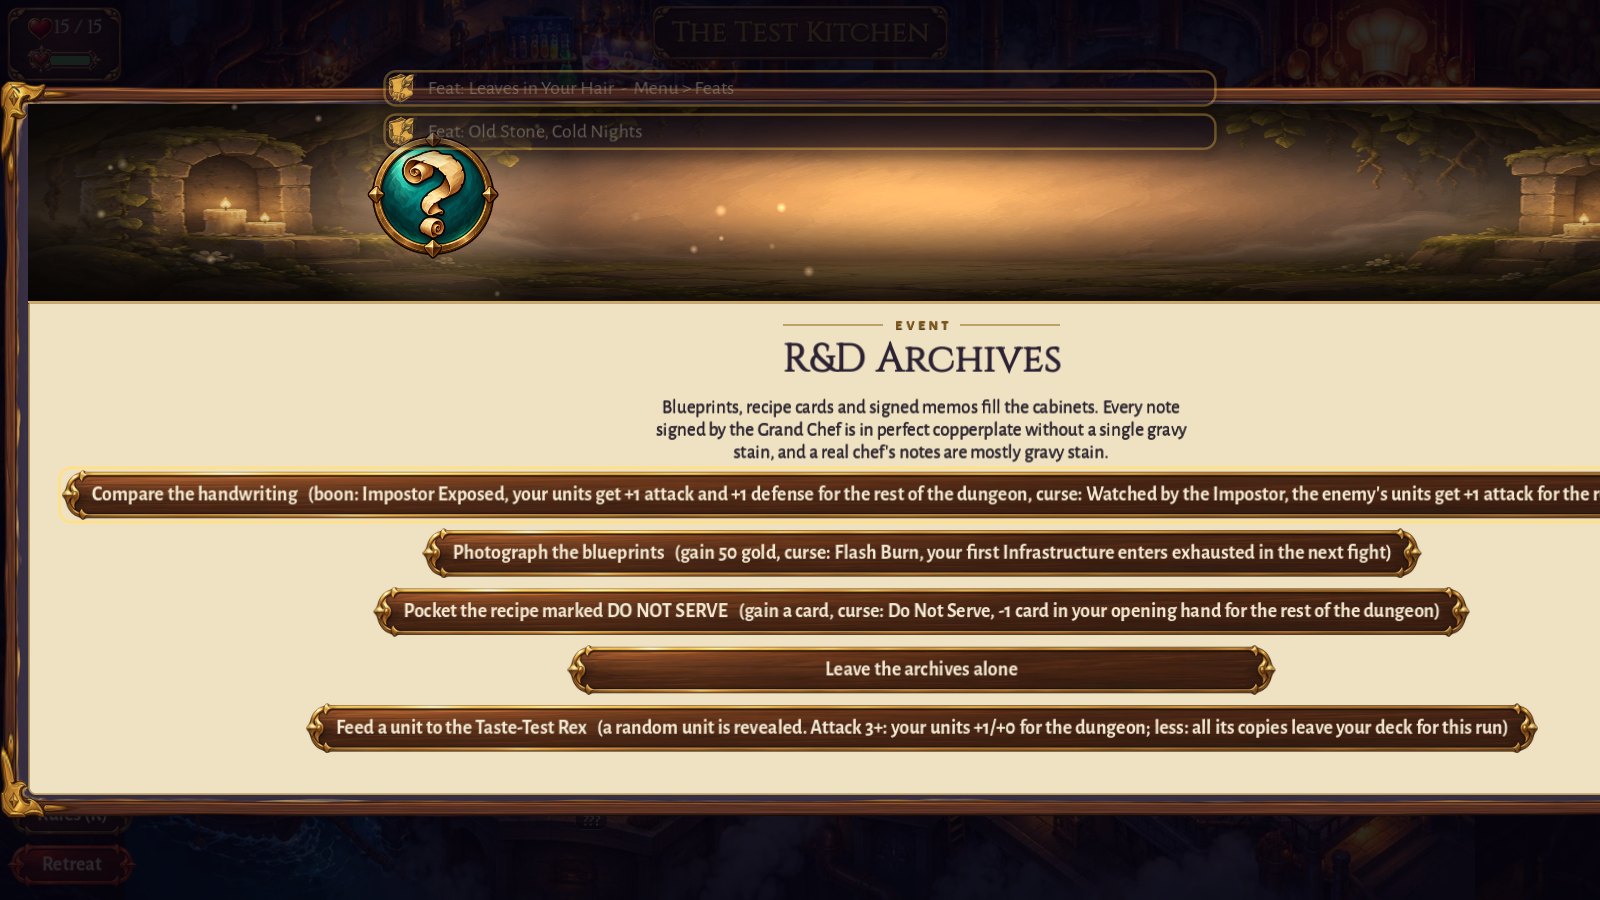 15 / 15
The Test Kitchen
Feat: Leaves in Your Hair - Menu > Feats
Feat: Old Stone, Cold Nights
EVENT
R&D Archives
Blueprints, recipe cards and signed memos fill the cabinets. Every note
signed by the Grand Chef is in perfect copperplate without a single gravy
stain, and a real chef's notes are mostly gravy stain.
Compare the handwriting (boon: Impostor Exposed, your units get +1 attack and +1 defense for the rest of the dungeon, curse: Watched by the Impostor, the enemy's units get +1 attack for the
Photograph the blueprints (gain 50 gold, curse: Flash Burn, your first Infrastructure enters exhausted in the next fight)
Pocket the recipe marked DO NOT SERVE (gain a card, curse: Do Not Serve, -1 card in your opening hand for the rest of the dungeon)
Leave the archives alone
Feed a unit to the Taste-Test Rex (a random unit is revealed. Attack 3+: your units +1/+0 for the dungeon; less: all its copies leave your deck for this run)
Rules (R)
???
Retreat